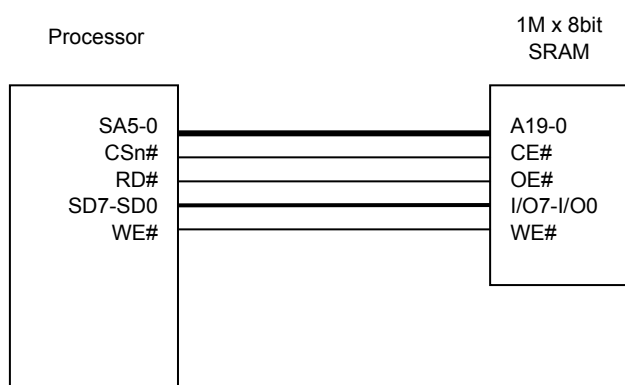 Processor
1M x 8bit
SRAM
SA5-0
A19-0
CSn#
CE#
RD#
OE#
SD7-SD0
I/O7-I/O0
WE#
WE#